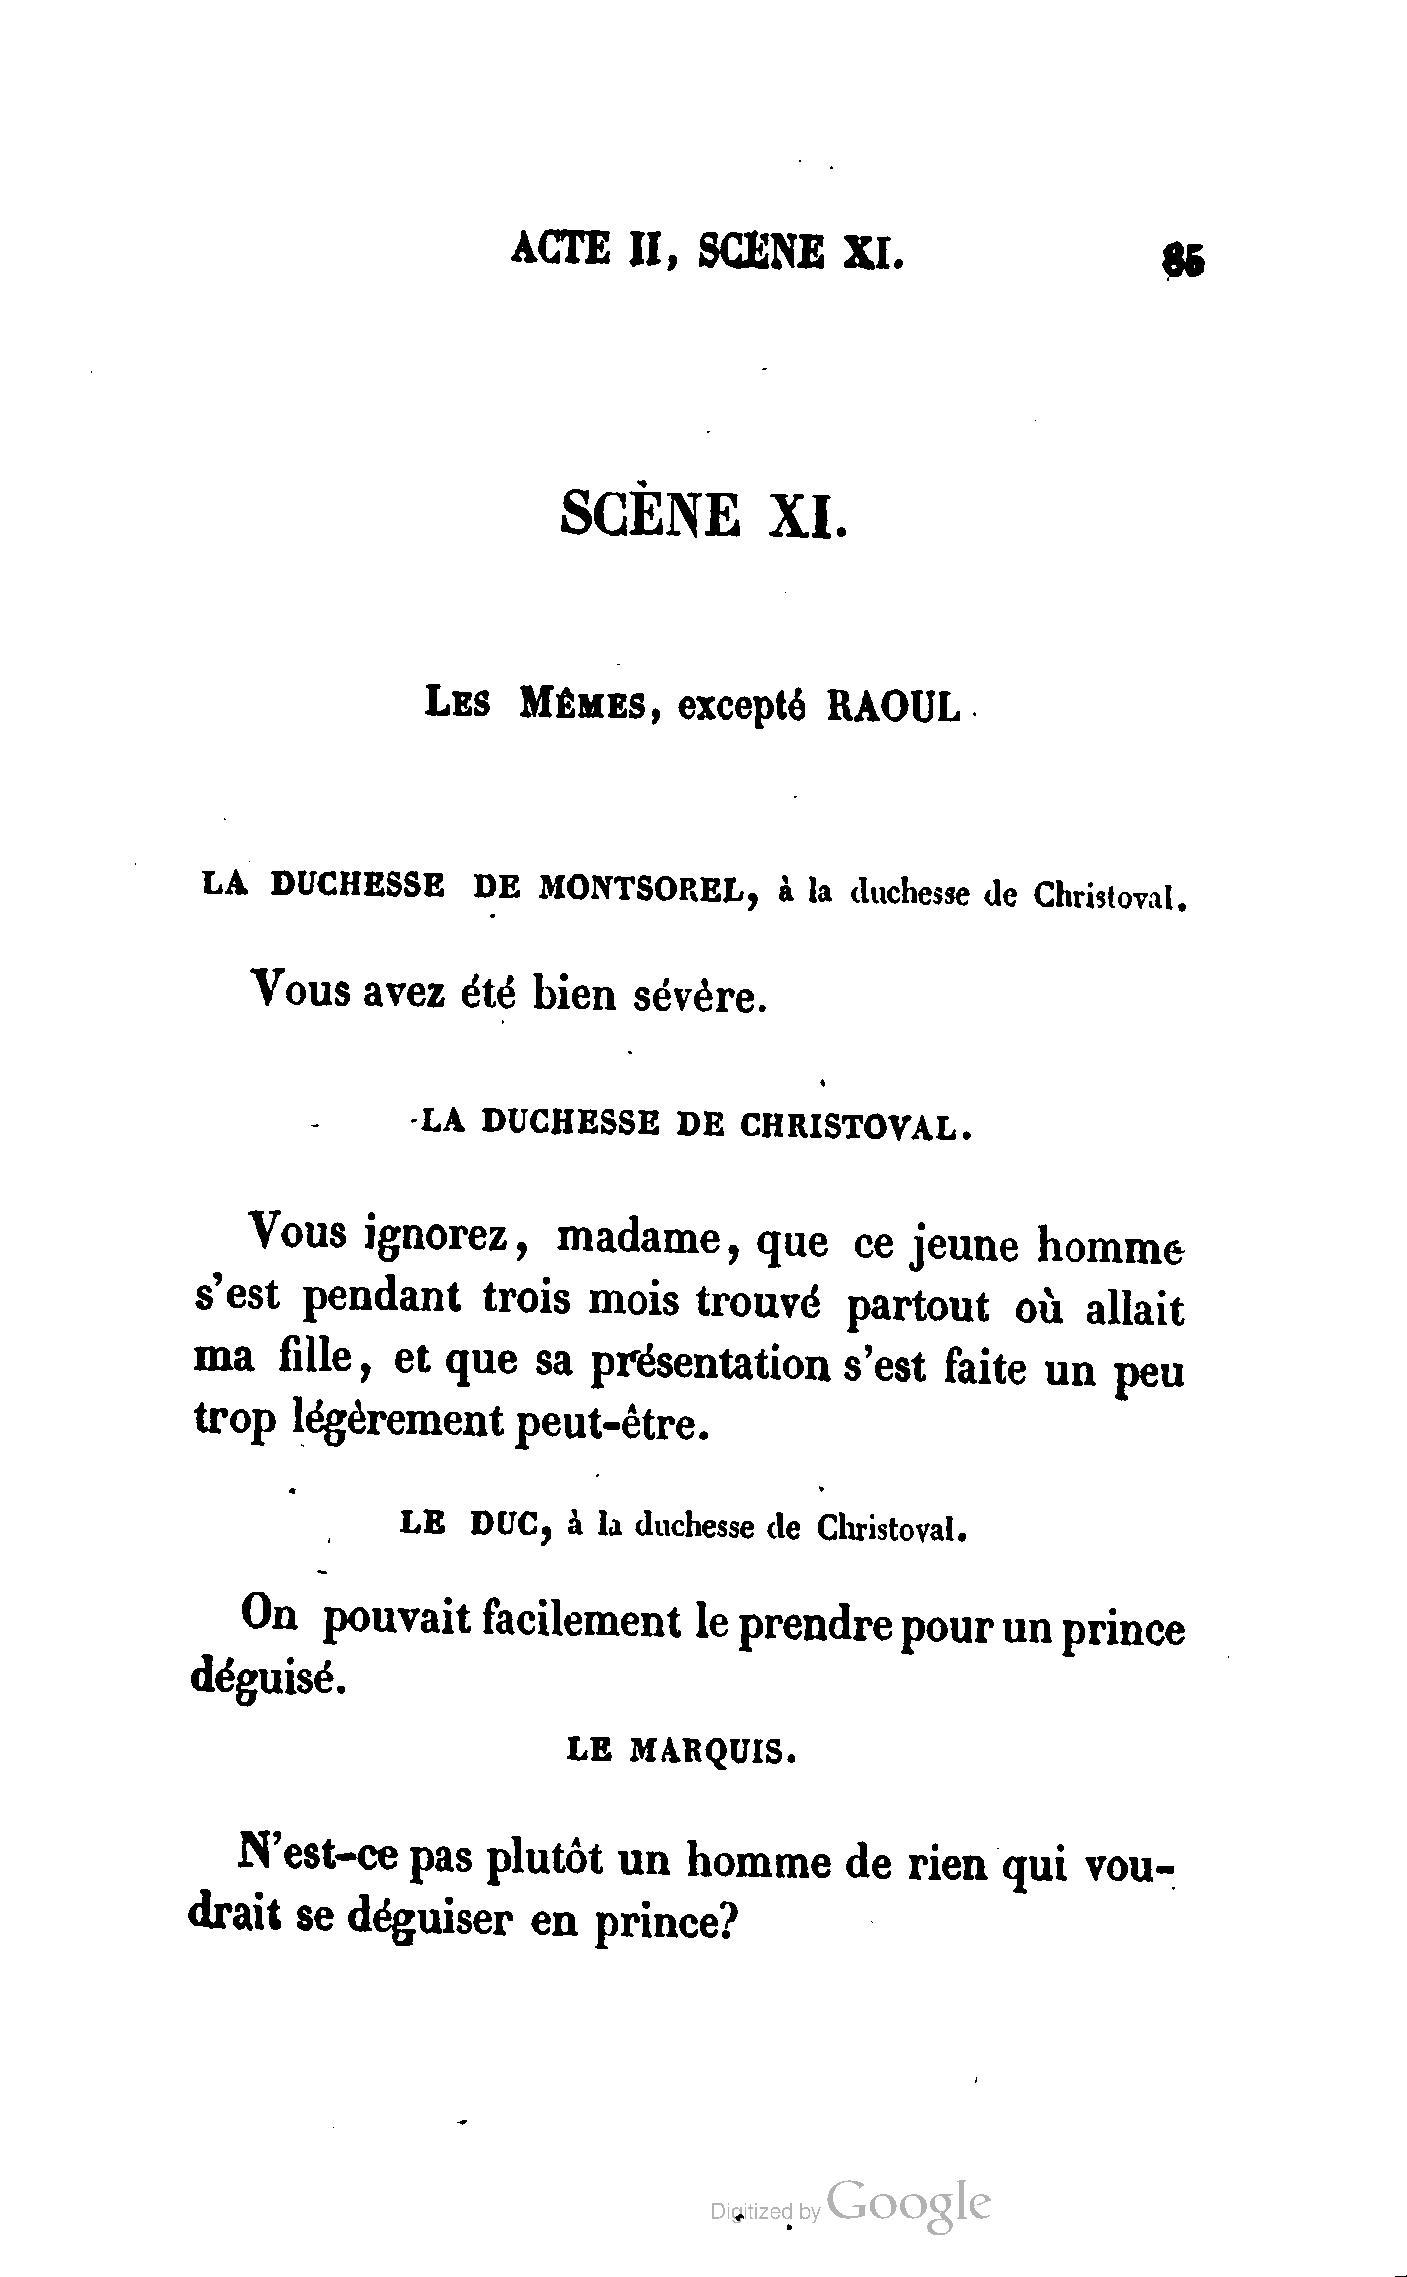 ACTE II, SCÈNE XI. 85
SCÈNE XI.
LES MÊMES, excepté RAOUL.
LA DUCHESSE DE MONTSOREL, à la duchesse de Christoval.
Vous avez été bien sévère.
LA DUCHESSE DE CHRISTOVAL.
Vous ignorez, madame, que ce jeune homme
s'est pendant trois mois trouvé partout où allait
ma fille, et que sa présentation s'est faite un peu
trop légèrement peut-être.
LE DUC, à la duchesse de Christoval.
On pouvait facilement le prendre pour un prince
déguisé.
LE MARQUIS.
N'est-ce pas plutôt un homme de rien qui vou-
drait se déguiser en prince?
Digitized by Google